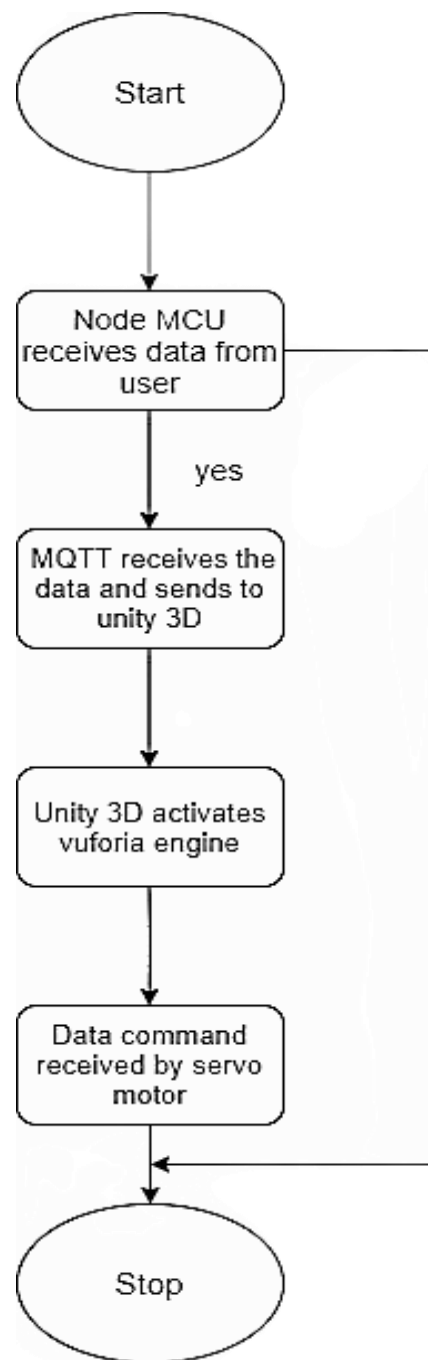 Start
Node MCU
receives data from
user
yes
MQTT receives the
data and sends to
unity 3D
Unity 3D activates
vuforia engine
Data command
received by servo
motor
Stop